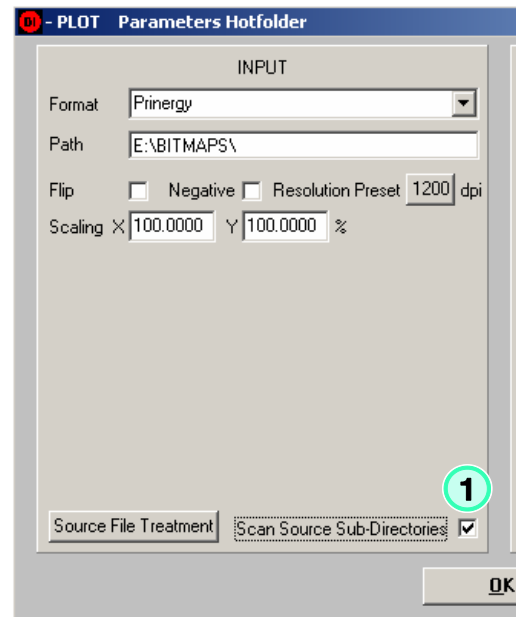 DI - PLOT Parameters Hotfolder
INPUT
Format Prinergy
Path E:\BITMAPS\
Flip Negative Resolution Preset 1200 dpi
Scaling X 100.0000 Y 100.0000 %
1
Source File Treatment Scan Source Sub-Directories
OK